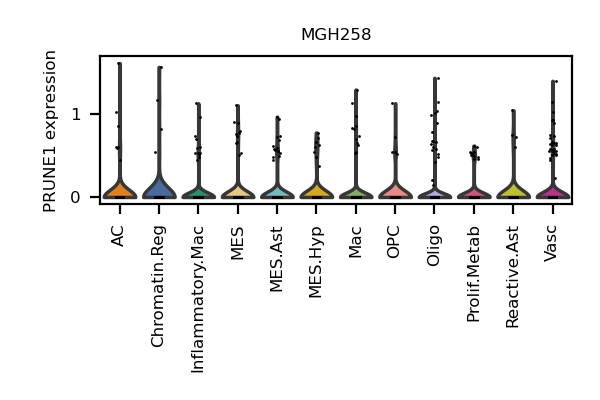 MGH258
PRUNE1 expression
1
0
AC
Chromatin.Reg
Inflammatory.Mac
MES
MES.Ast
MES.Hyp
Mac
OPC
Oligo
Prolif.Metab
Reactive.Ast
Vasc